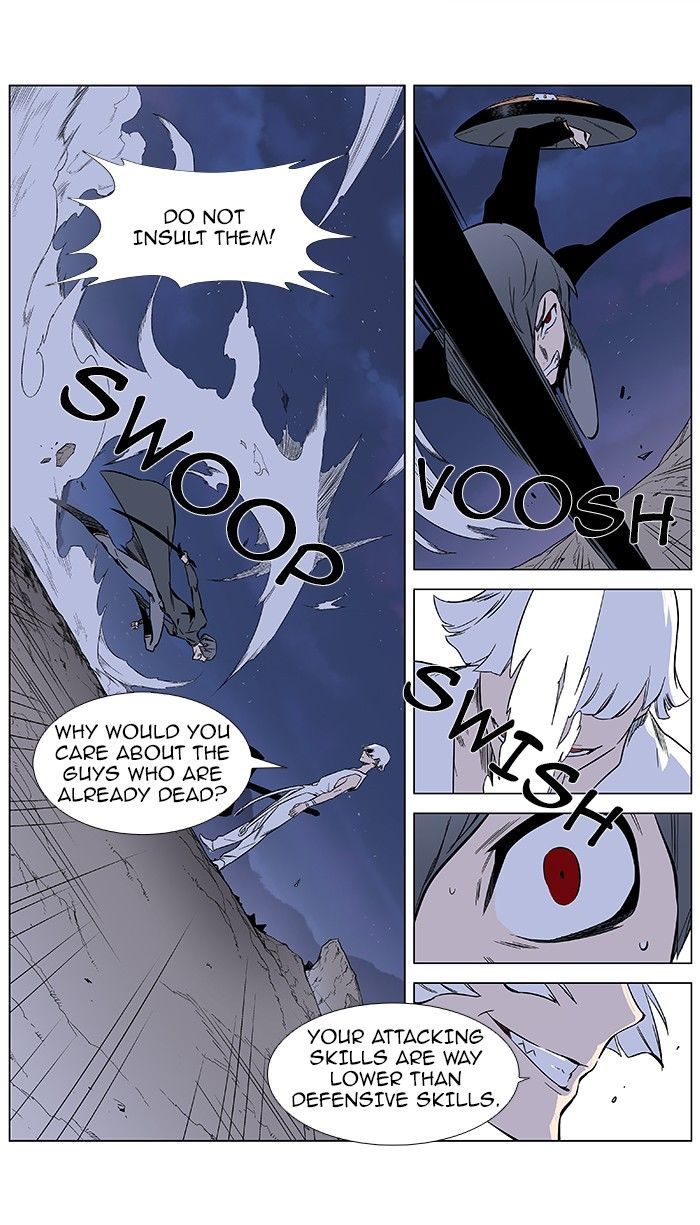 DO NOT
INSULT THEM!
SWOOP
WHY WOULD YOU
CARE ABOUT THE
GUYS WHO ARE
ALREADY DEAD?
VOOSH
SWISH
YOUR ATTACKING
SKILLS ARE WAY
LOWER THAN
DEFENSIVE SKILLS.